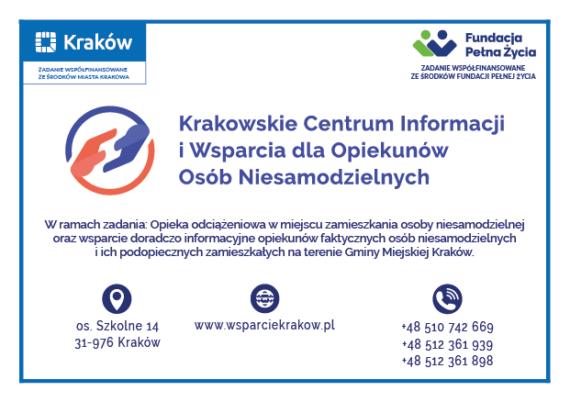 Kraków
ZADANIE WSPÓŁFINANSOWANE
ZE ŚRODKÓW MIASTA KRAKOWA
Fundacja
Pełna Życia
ZADANIE WSPÓŁFINANSOWANE
ZE ŚRODKÓW FUNDACJI PEŁNEJ ŻYCIA
Krakowskie Centrum Informacji
i Wsparcia dla Opiekunów
Osób Niesamodzielnych
W ramach zadania: Opieka odciążeniowa w miejscu zamieszkania osoby niesamodzielnej
oraz wsparcie doradczo informacyjne opiekunów faktycznych osób niesamodzielnych
i ich podopiecznych zamieszkałych na terenie Gminy Miejskiej Kraków.
os. Szkolne 14
31-976 Kraków
www.wsparciekrakow.pl
+48 510 742 669
+48 512 361 939
+48 512 361 898